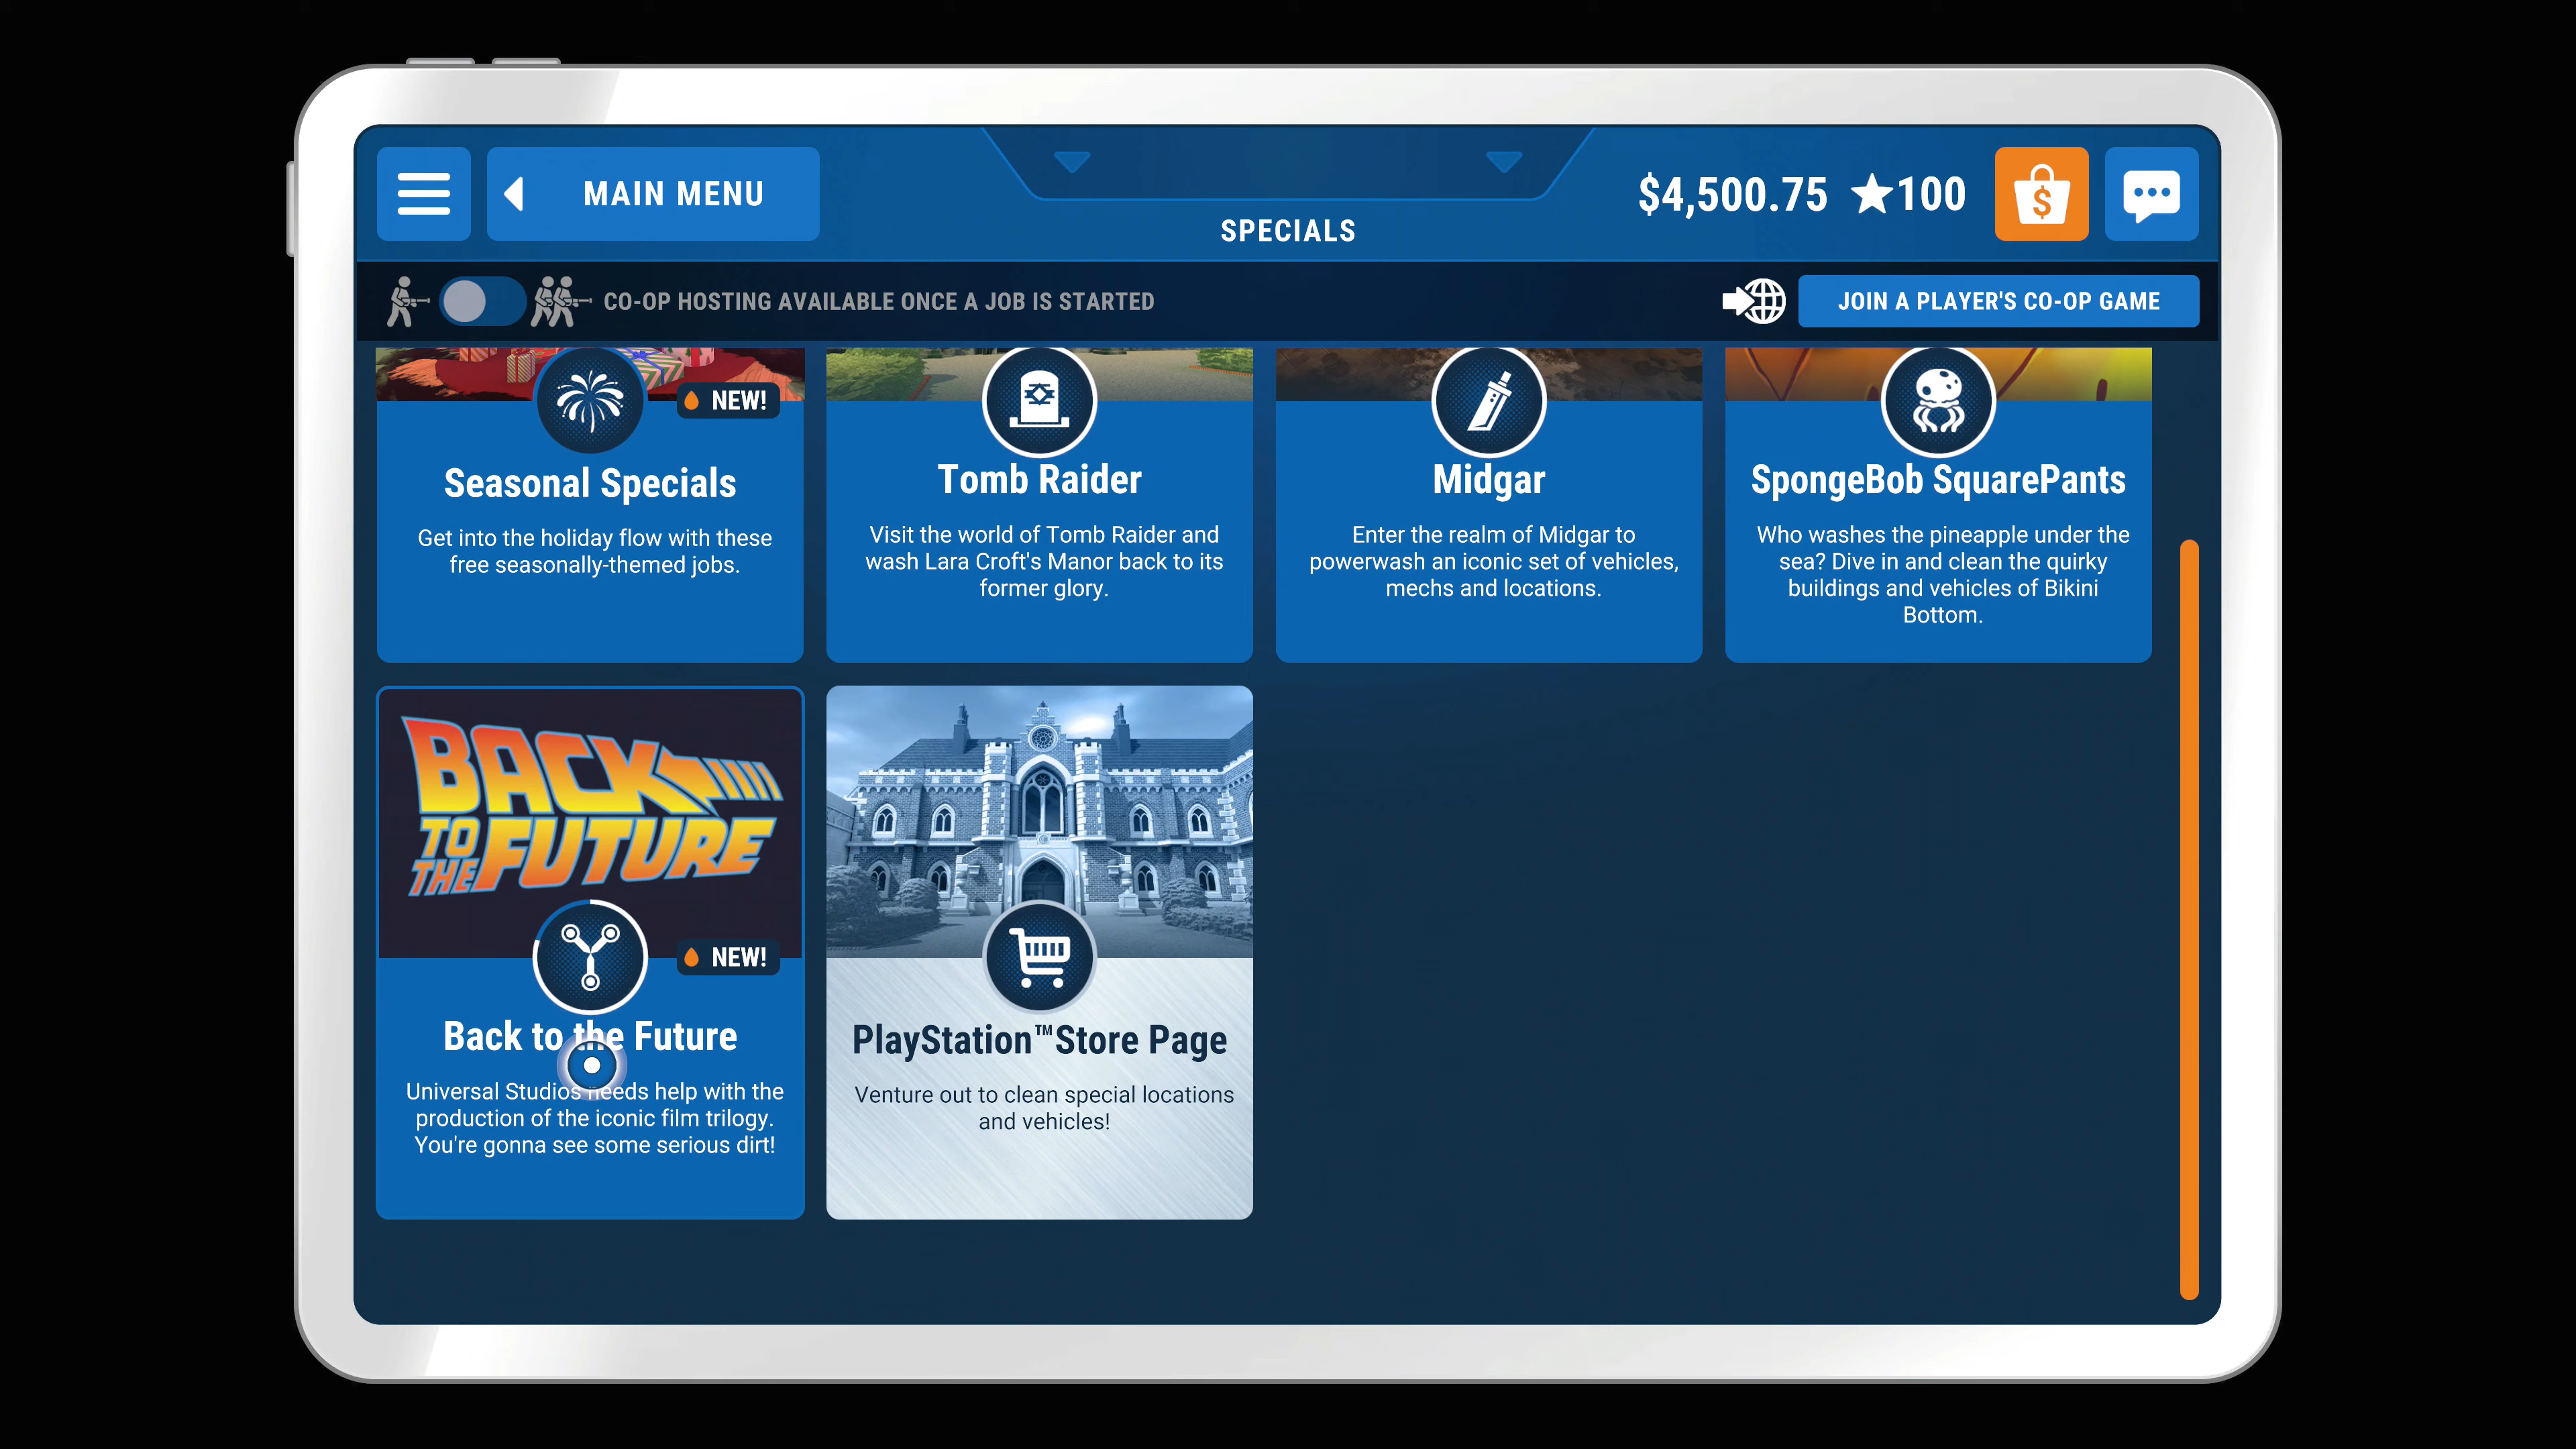 MAIN MENU
SPECIALS
$4,500.75 ★100
$
CO-OP HOSTING AVAILABLE ONCE A JOB IS STARTED
JOIN A PLAYER'S CO-OP GAME
NEW!
Seasonal Specials
Get into the holiday flow with these
free seasonally-themed jobs.
Tomb Raider
Visit the world of Tomb Raider and
wash Lara Croft's Manor back to its
former glory.
Midgar
Enter the realm of Midgar to
powerwash an iconic set of vehicles,
mechs and locations.
SpongeBob SquarePants
Who washes the pineapple under the
sea? Dive in and clean the quirky
buildings and vehicles of Bikini
Bottom.
BACK
TO
THE FUTURE
NEW!
Back to the Future
Universal Studios needs help with the
production of the iconic film trilogy.
You're gonna see some serious dirt!
PlayStation™Store Page
Venture out to clean special locations
and vehicles!